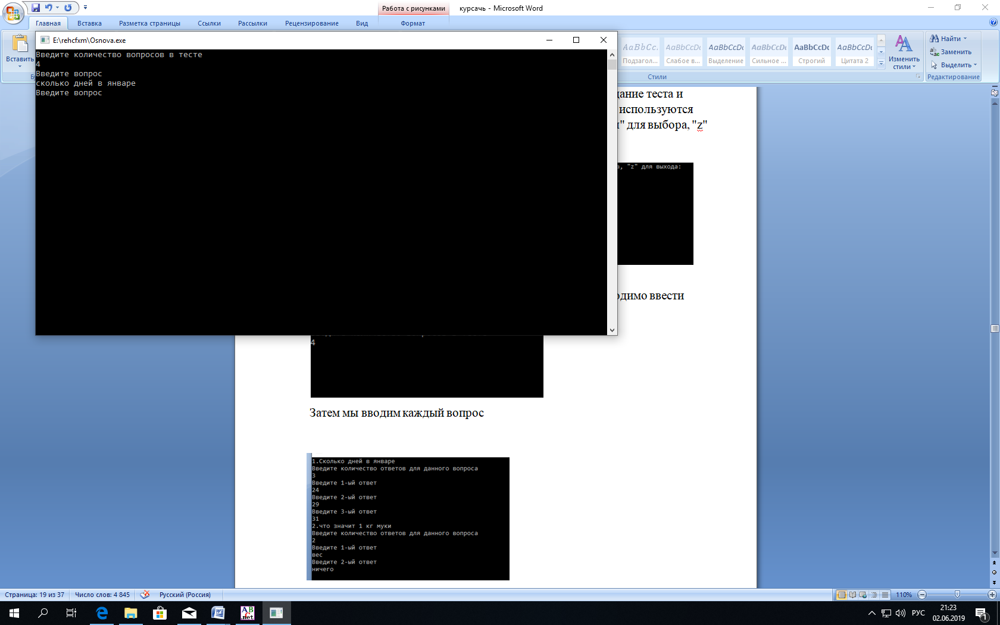 Работа с рисунками
курсачь - Microsoft Word
Главная
Вставка
Разметка страницы
Ссылки
Рассылки
Рецензирование
Вид
Формат
E:\rehcfxm\Osnova.exe
Вставить
Введите количество вопросов в тесте
4
Введите вопрос
сколько дней в январе
Введите вопрос
AaBbCc. AaBbCcDc AaBbCcDc AaBbCcDc AaBbCcDc AaBbCcDc
Подзагол... Слабое в... Выделение Сильное ... Строгий Цитата 2
Изменить
стили
Стили
Найти
Заменить
Выделить
Редактирование
дание теста и
используются
" для выбора, "z"
а, "z" для выхода:
одимо ввести
4
Затем мы вводим каждый вопрос
1.Сколько дней в январе
Введите количество ответов для данного вопроса
3
Введите 1-ый ответ
24
Введите 2-ый ответ
29
Введите 3-ый ответ
31
2.что значит 1 кг муки
Введите количество ответов для данного вопроса
2
Введите 1-ый ответ
вес
Введите 2-ый ответ
ничего
Страница: 19 из 37
Число слов: 4 845
Русский (Россия)
110%
ABC.net
РУС
21:23
02.06.2019
1